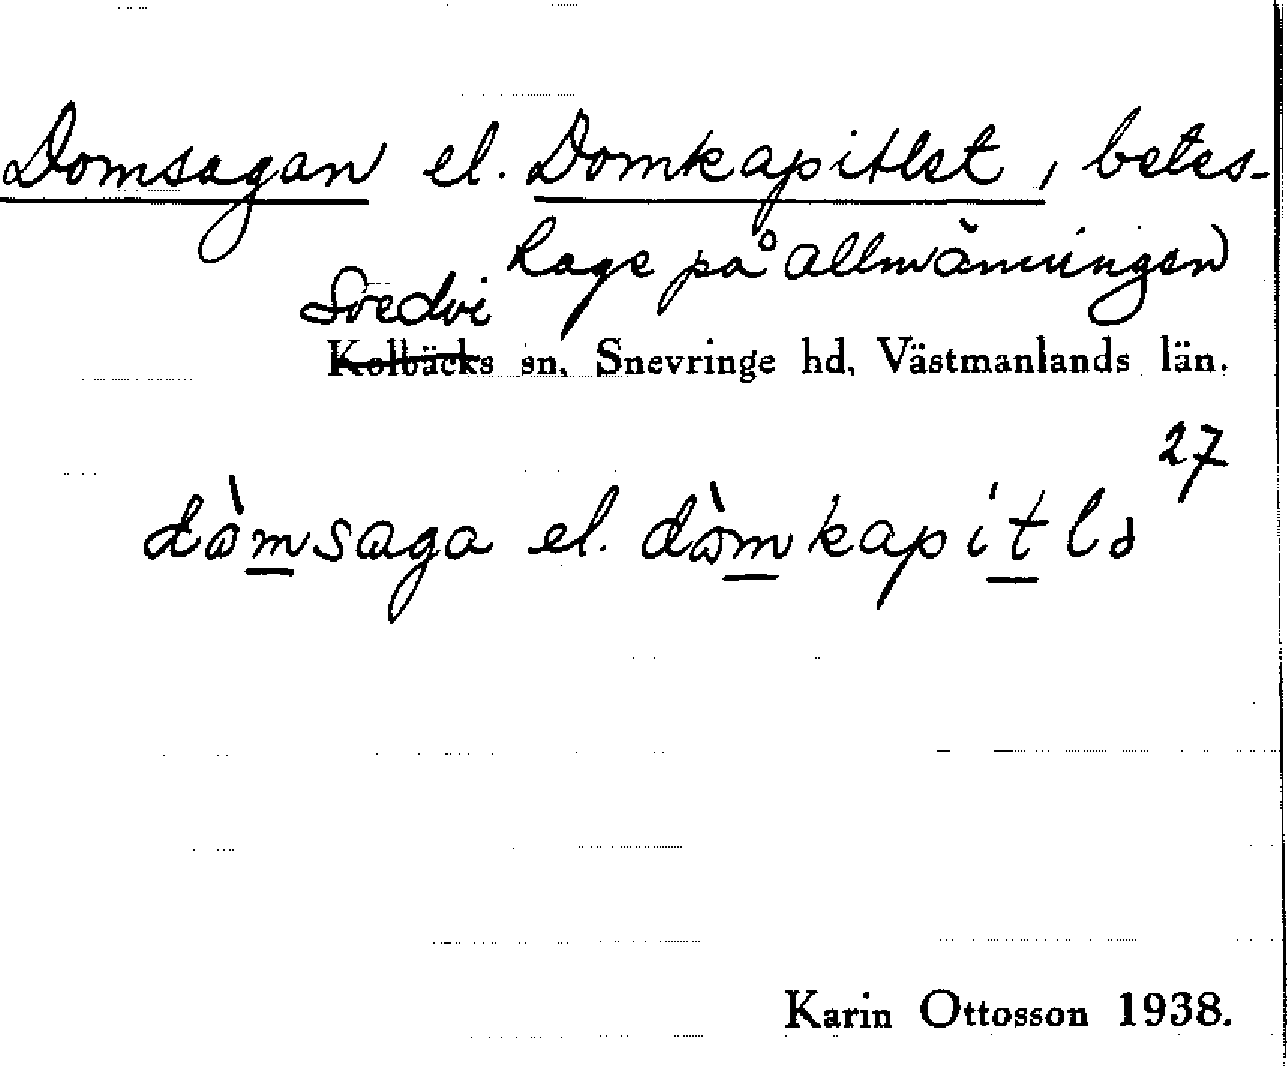 Domsagan el. Domkapitlet, betes-
hage på allmänningen
Svedvi
Kolbäcks sn, Snevringe hd, Västmanlands län.
27
dòmsaga el. dòmkapítlə
Karin Ottosson 1938.